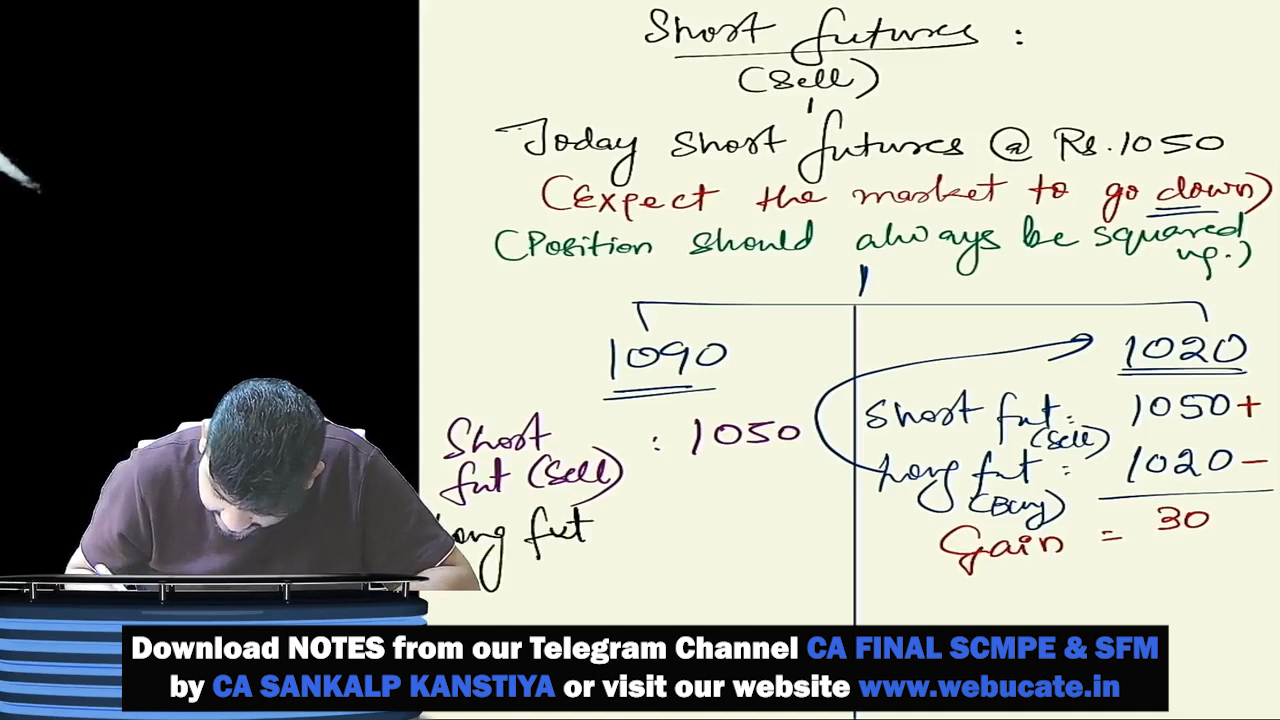 Short futures :
(Sell)
Today short futures @ Rs.1050
(Expect the market to go down)
(Position should always be squared
up.)
1090
Short : 1050
fut (Sell)
fut
1020
Short fut: 1050+
(Sell)
Long fut : 1020-
(Buy)
Gain = 30
Download NOTES from our Telegram Channel CA FINAL SCMPE & SFM
by CA SANKALP KANSTIYA or visit our website www.webucate.in